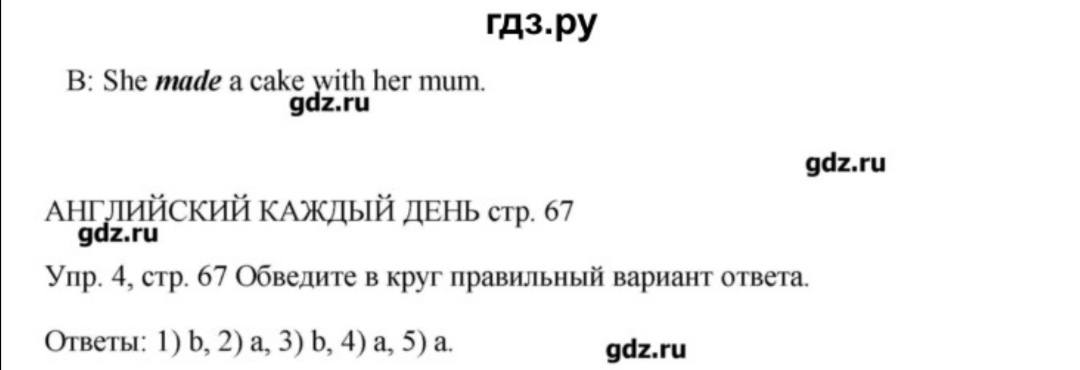 гдз.ру
B: She made a cake with her mum.
gdz.ru
gdz.ru
АНГЛИЙСКИЙ КАЖДЫЙ ДЕНЬ стр. 67
gdz.ru
Упр. 4, стр. 67 Обведите в круг правильный вариант ответа.
Ответы: 1) b, 2) a, 3) b, 4) a, 5) a.
gdz.ru